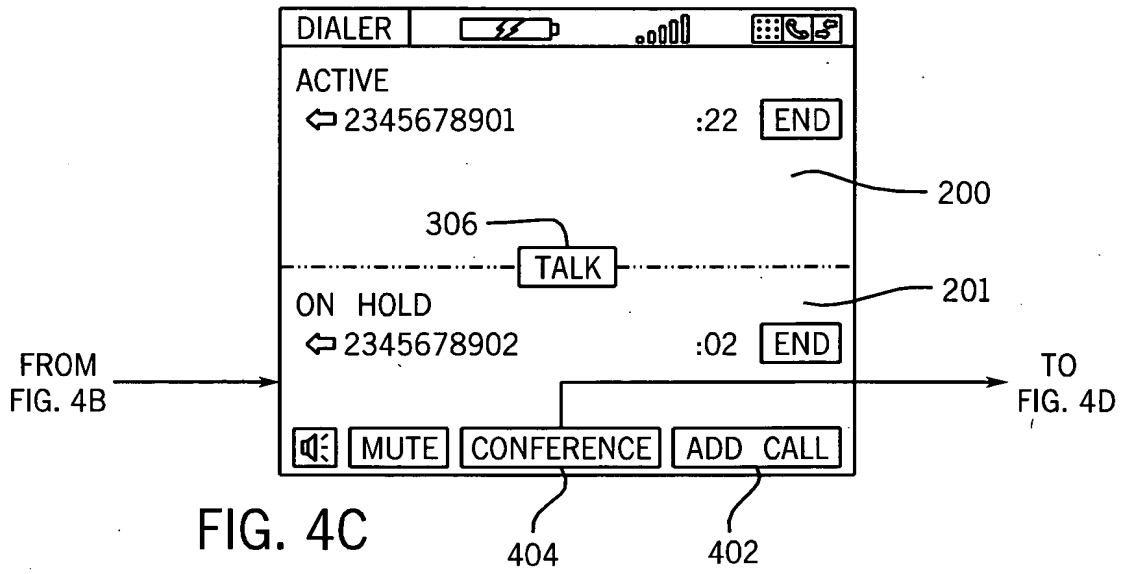 DIALER
ACTIVE
2345678901 :22 END
200
306
TALK
201
ON HOLD
2345678902 :02 END
FROM
FIG. 4B
TO
FIG. 4D
MUTE CONFERENCE ADD CALL
FIG. 4C
404
402